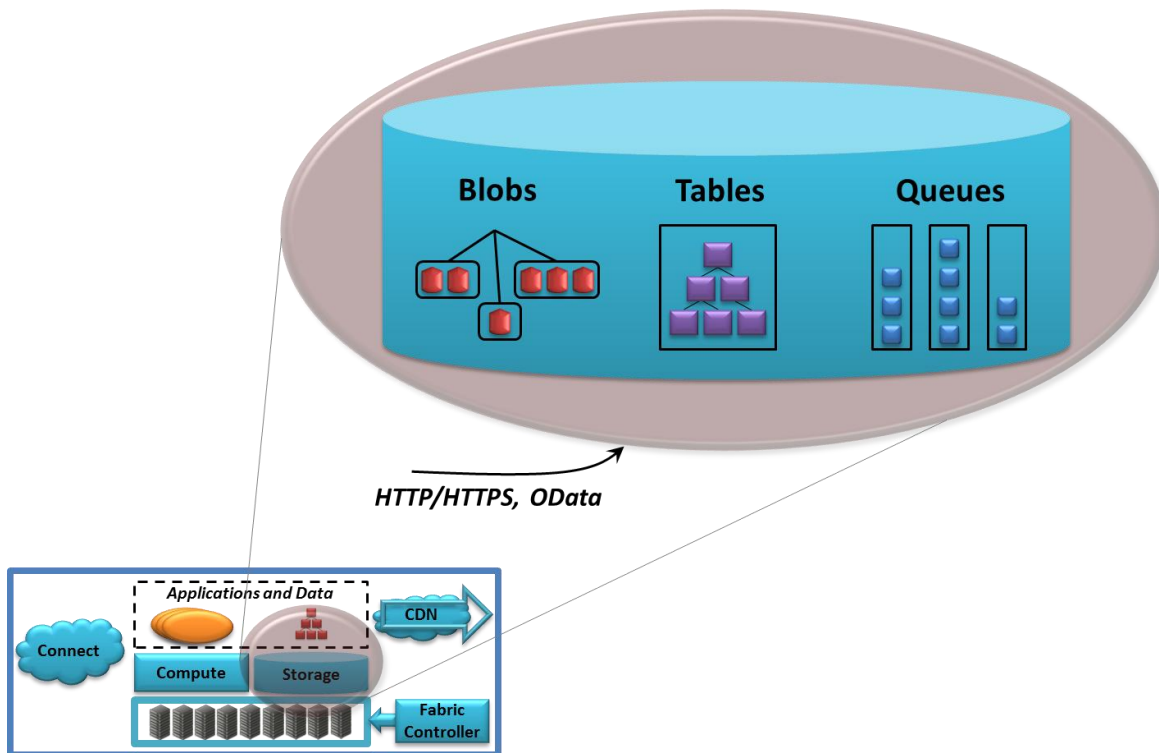 Blobs
Tables
Queues
HTTP/HTTPS, OData
Applications and Data
Connect
CDN
Compute
Storage
Fabric
Controller